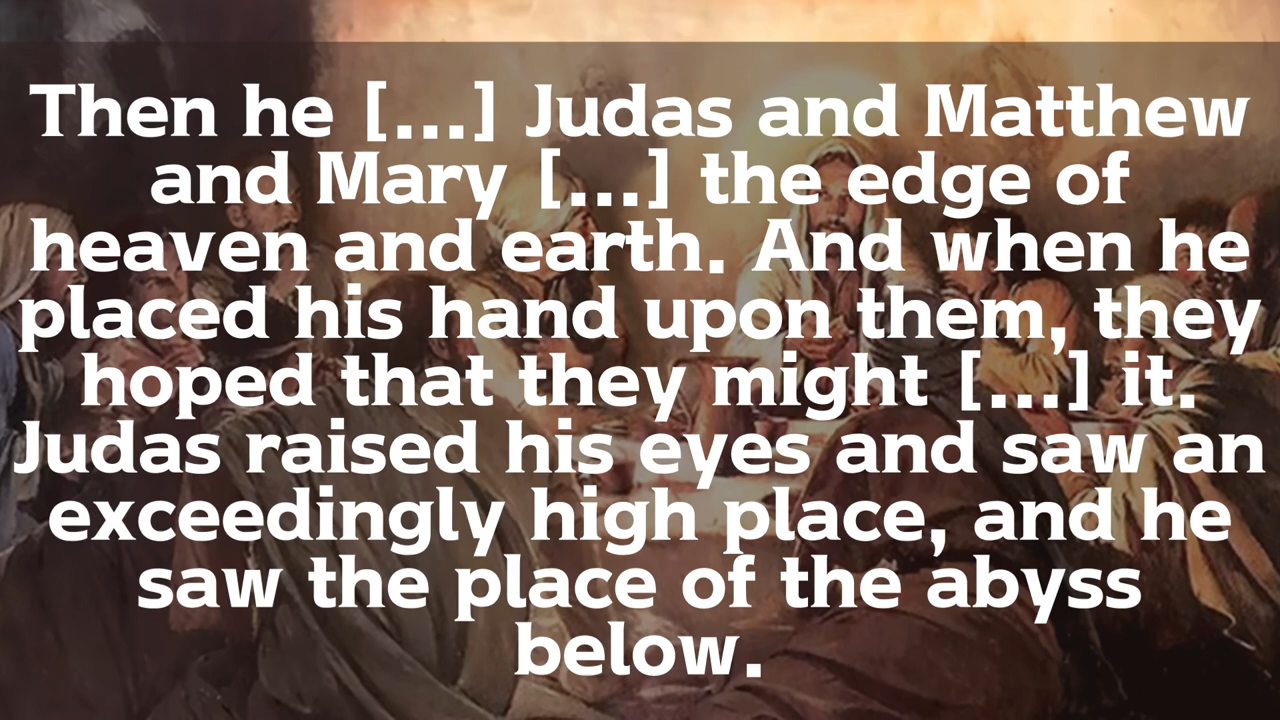 Then he [...] Judas and Matthew
and Mary [...] the edge of
heaven and earth. And when he
placed his hand upon them, they
hoped that they might [...] it.
Judas raised his eyes and saw an
exceedingly high place, and he
saw the place of the abyss
below.